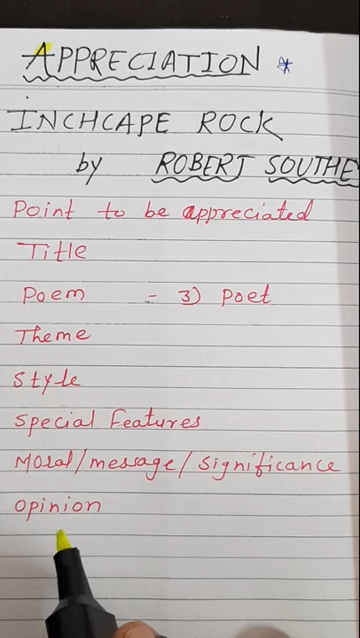 APPRECIATION *
INCHCAPE ROCK
by ROBERT SOUTHE
Point to be appreciated
Title
Poem = 3) Poet
Theme
Style
Special Features
Moral/message/significance
opinion